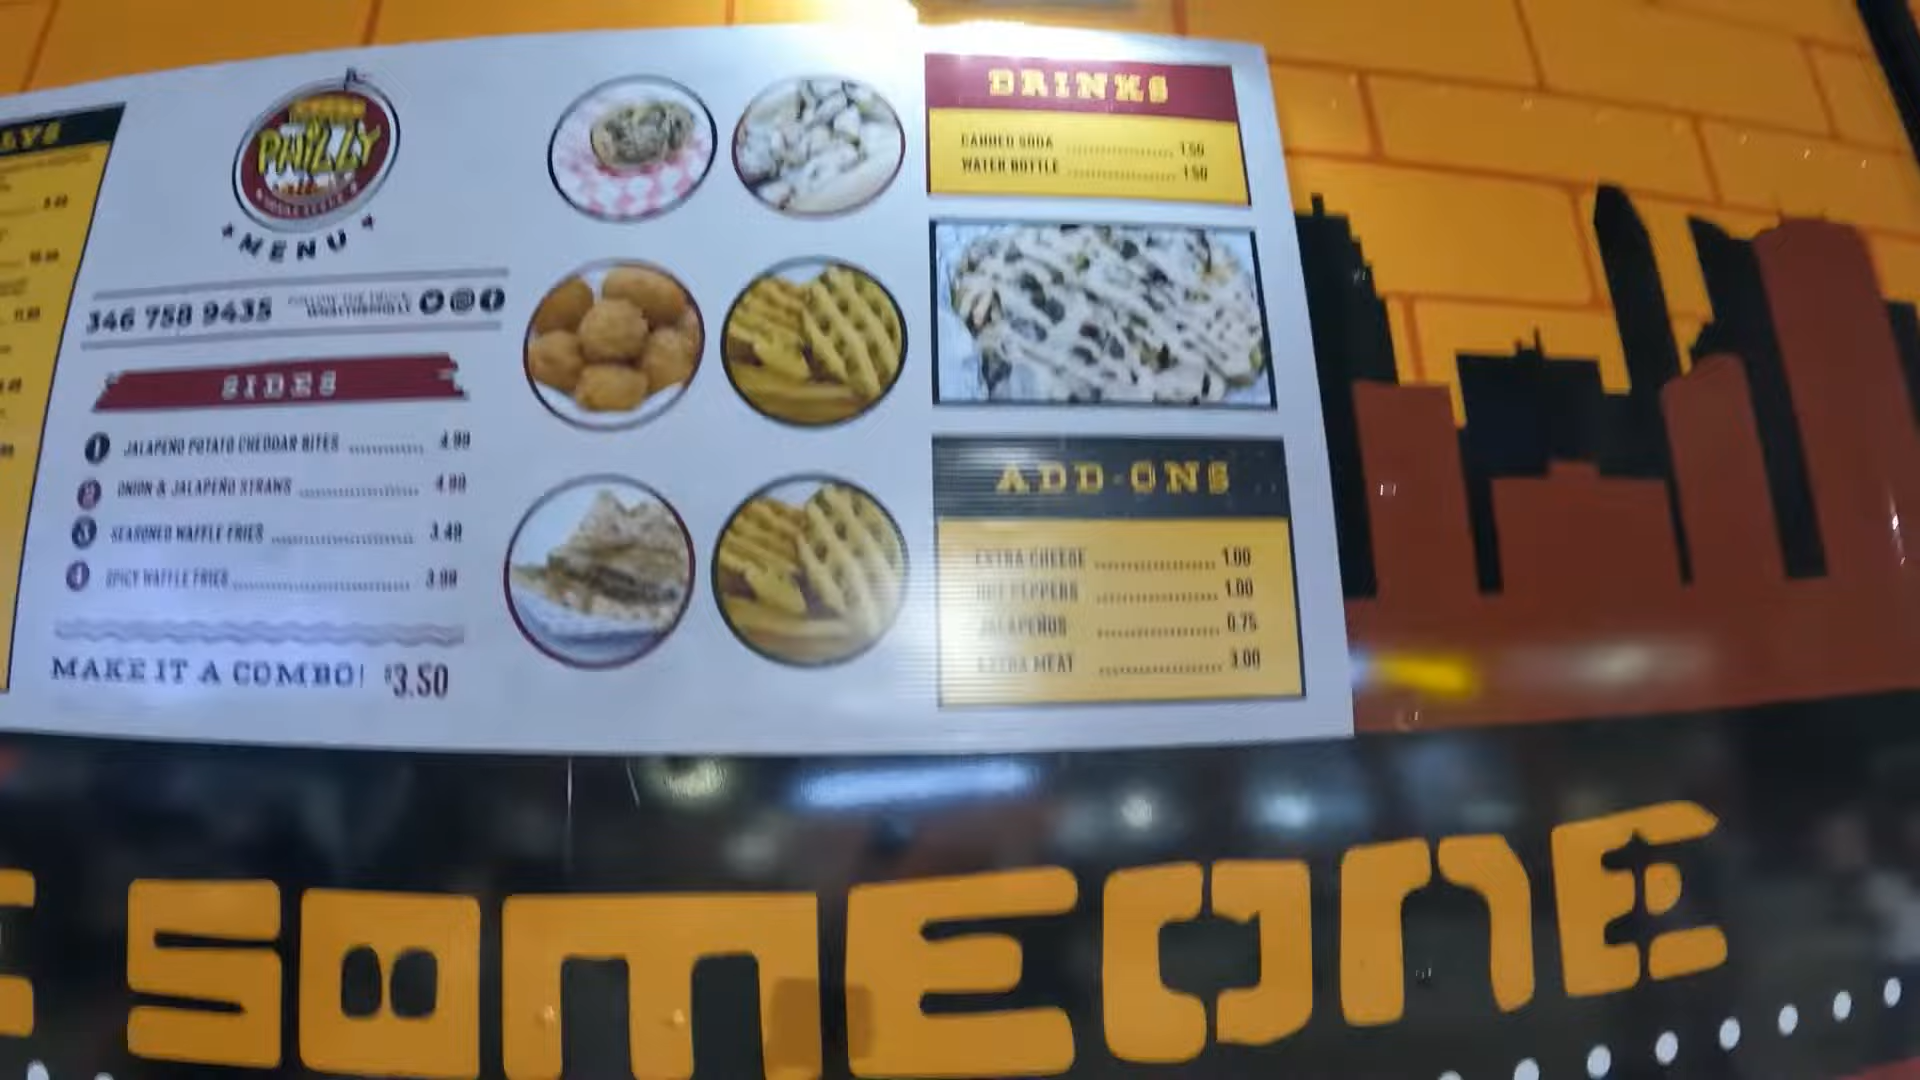 LYS
PHILLY
MENU
346 758 9435
SIDES
1 JALAPEÑO POTATO CHEDDAR BITES 4.99
2 ONION & JALAPEÑO STRAWS 4.99
3 SEASONED WAFFLE FRIES 3.49
4 SPICY WAFFLE FRIES 3.99
MAKE IT A COMBO! $3.50
DRINKS
CANNED SODA 1.50
WATER BOTTLE 1.50
ADD-ONS
EXTRA CHEESE 1.00
HOT PEPPERS 1.00
JALAPEÑOS 0.75
EXTRA MEAT 3.00
SOMEONE